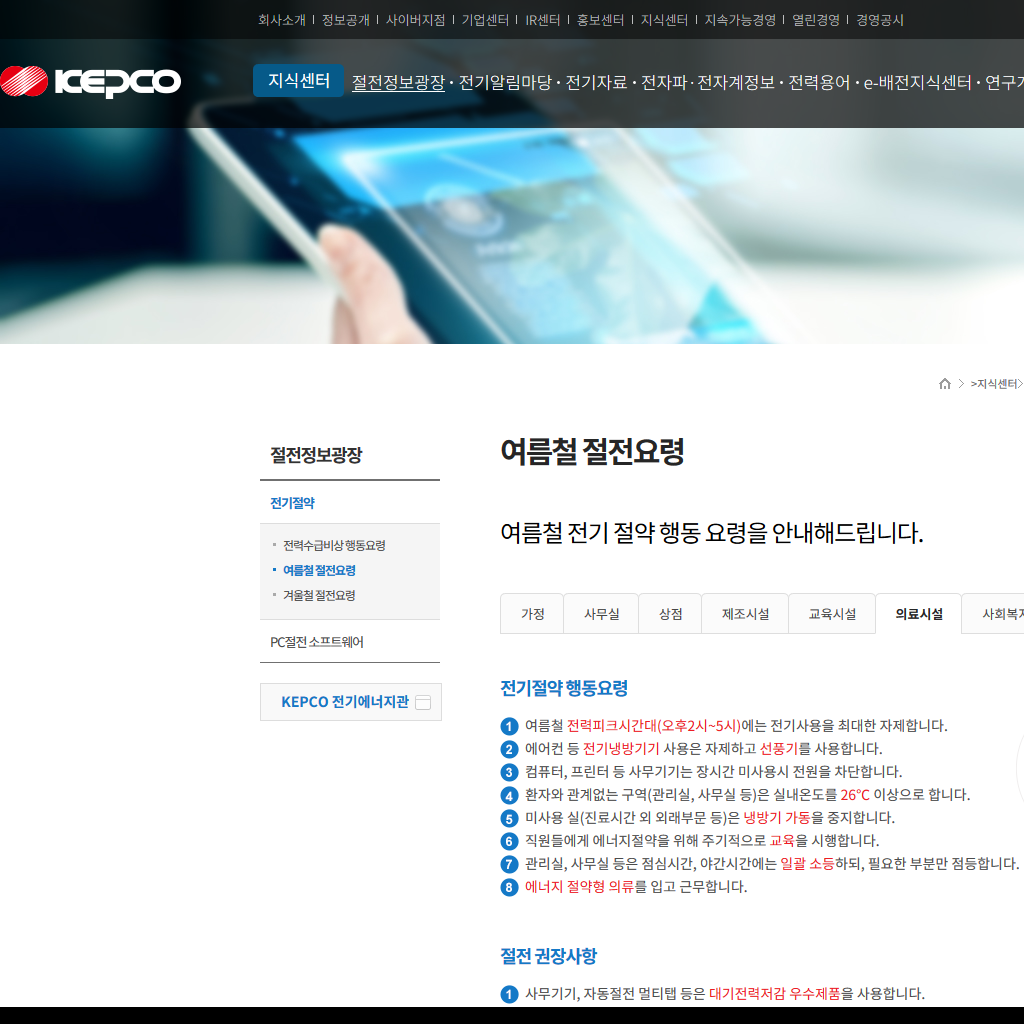 회사소개 정보공개 사이버지점 기업센터 IR센터 홍보센터 지식센터 지속가능경영 열린경영 경영공시
KEPCO
지식센터 절전정보광장 · 전기알림마당 · 전기자료 · 전자파·전자계정보 · 전력용어 · e-배전지식센터 · 연구
>지식센터>
절전정보광장
전기절약
전력수급비상 행동요령
여름철 절전요령
겨울철 절전요령
PC절전 소프트웨어
KEPCO 전기에너지관
여름철 절전요령
여름철 전기 절약 행동 요령을 안내해드립니다.
가정 사무실 상점 제조시설 교육시설 의료시설 사회복
전기절약 행동요령
1 여름철 전력피크시간대(오후2시~5시)에는 전기사용을 최대한 자제합니다.
2 에어컨 등 전기냉방기기 사용은 자제하고 선풍기를 사용합니다.
3 컴퓨터, 프린터 등 사무기기는 장시간 미사용시 전원을 차단합니다.
4 환자와 관계없는 구역(관리실, 사무실 등)은 실내온도를 26℃ 이상으로 합니다.
5 미사용 실(진료시간 외 외래부문 등)은 냉방기 가동을 중지합니다.
6 직원들에게 에너지절약을 위해 주기적으로 교육을 시행합니다.
7 관리실, 사무실 등은 점심시간, 야간시간에는 일괄 소등하되, 필요한 부분만 점등합니다.
8 에너지 절약형 의류를 입고 근무합니다.
절전 권장사항
1 사무기기, 자동절전 멀티탭 등은 대기전력저감 우수제품을 사용합니다.